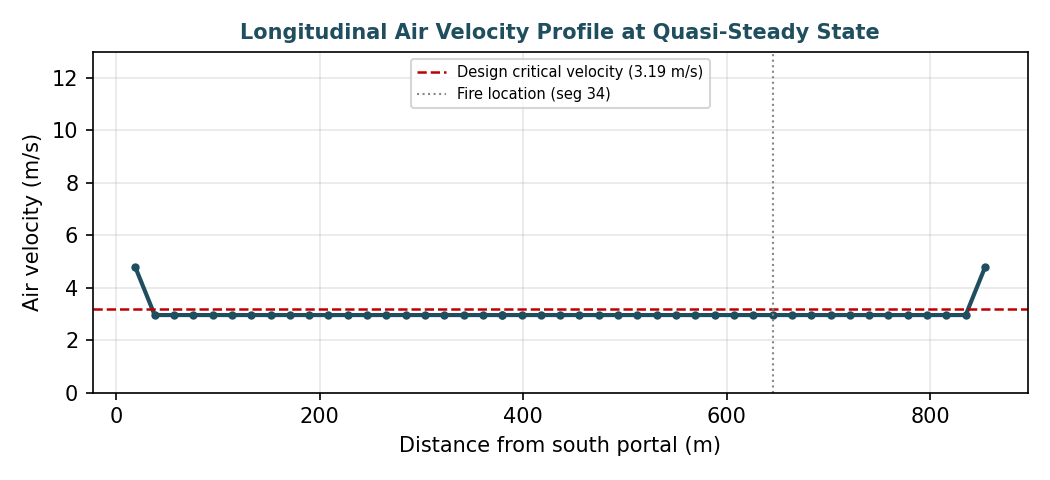 Longitudinal Air Velocity Profile at Quasi-Steady State
Design critical velocity (3.19 m/s)
Fire location (seg 34)
Air velocity (m/s)
12
10
8
6
4
2
0
0 200 400 600 800
Distance from south portal (m)